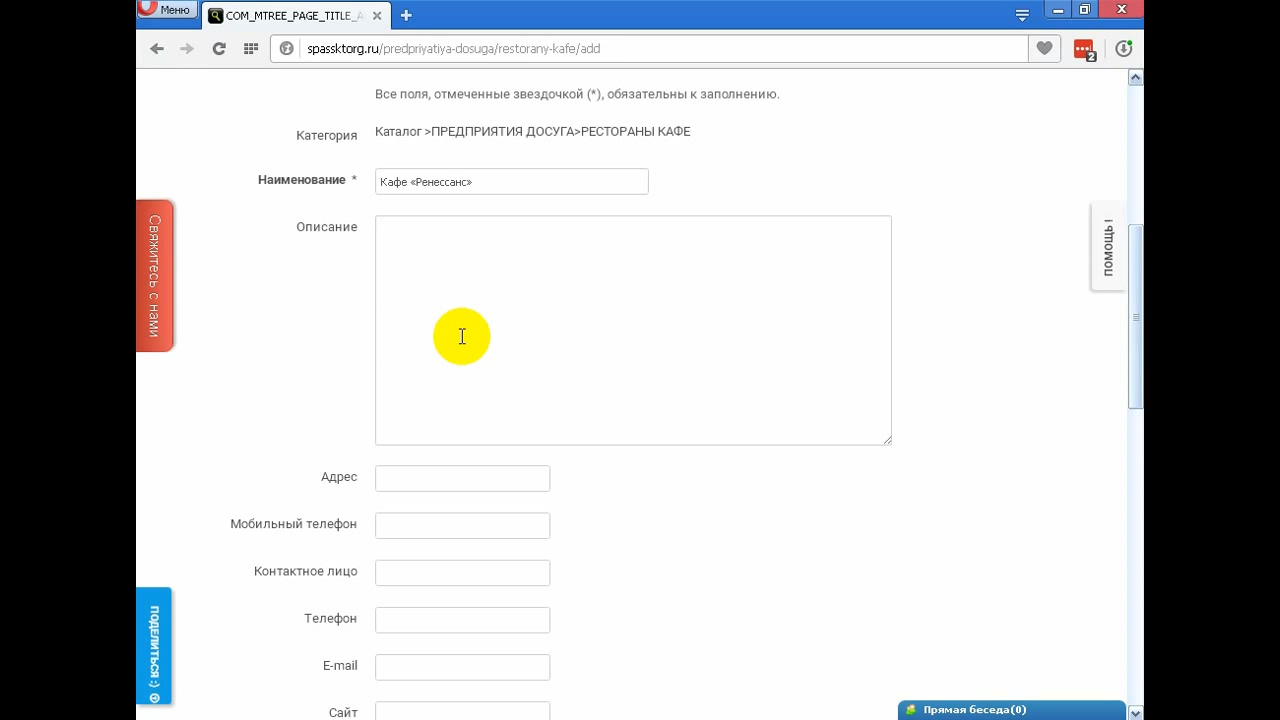 Меню
COM_MTREE_PAGE_TITLE_A
spassktorg.ru/predpriyatiya-dosuga/restorany-kafe/add
2
Все поля, отмеченные звездочкой (*), обязательны к заполнению.
Категория
Каталог >ПРЕДПРИЯТИЯ ДОСУГА>РЕСТОРАНЫ КАФЕ
Наименование *
Кафе «Ренессанс»
Описание
Свяжитесь с нами
помощь !
Адрес
Мобильный телефон
Контактное лицо
Телефон
E-mail
Сайт
ПОДЕЛИТЬСЯ :)
Прямая беседа(0)